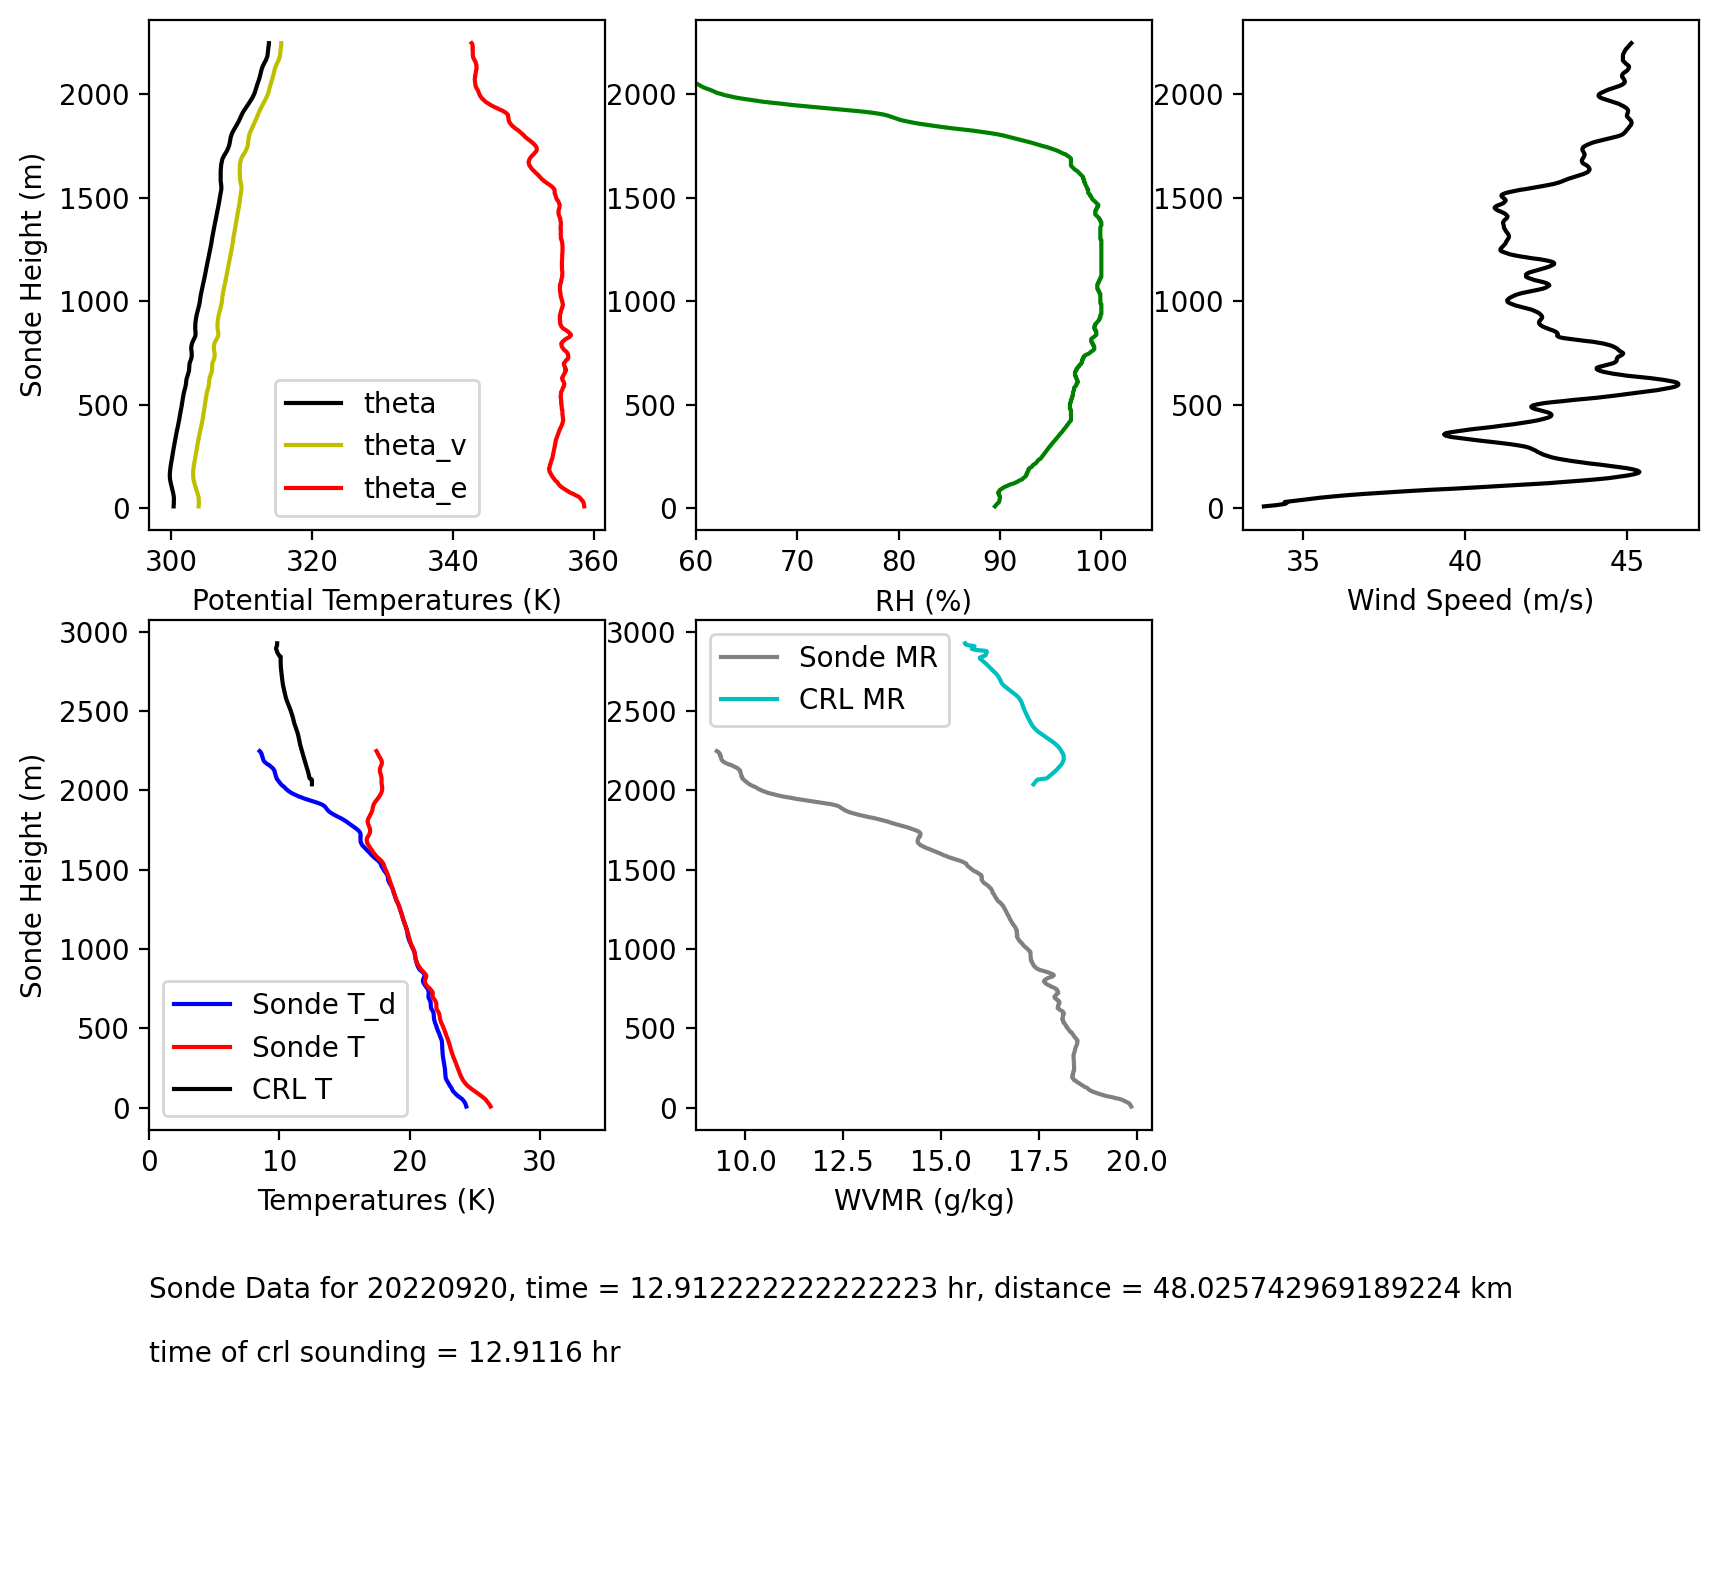 Sonde Height (m)
2000
1500
1000
500
0
theta
theta_v
theta_e
300 320 340 360
Potential Temperatures (K)
2000
1500
1000
500
0
60 70 80 90 100
RH (%)
2000
1500
1000
500
0
35 40 45
Wind Speed (m/s)
Sonde Height (m)
3000
2500
2000
1500
1000
500
0
Sonde T_d
Sonde T
CRL T
0 10 20 30
Temperatures (K)
3000
2500
2000
1500
1000
500
0
Sonde MR
CRL MR
10.0 12.5 15.0 17.5 20.0
WVMR (g/kg)
Sonde Data for 20220920, time = 12.912222222222223 hr, distance = 48.025742969189224 km
time of crl sounding = 12.9116 hr